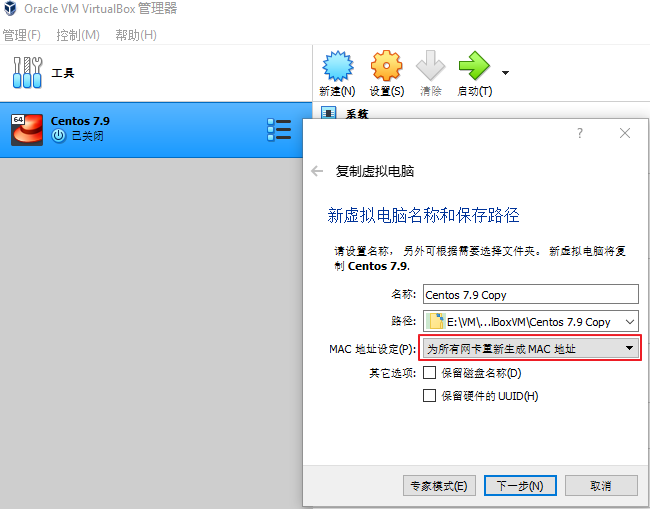 Oracle VM VirtualBox 管理器
管理(F) 控制(M) 帮助(H)
工具
新建(N) 设置(S) 清除 启动(T)
64
Centos 7.9
已关闭
系统
?
复制虚拟电脑
新虚拟电脑名称和保存路径
请设置名称，另外可根据需要选择文件夹。新虚拟电脑将复
制 Centos 7.9.
名称: Centos 7.9 Copy
路径: E:\VM\...lBoxVM\Centos 7.9 Copy
MAC 地址设定(P): 为所有网卡重新生成 MAC 地址
其它选项: 保留磁盘名称(D)
保留硬件的 UUID(H)
专家模式(E) 下一步(N) 取消